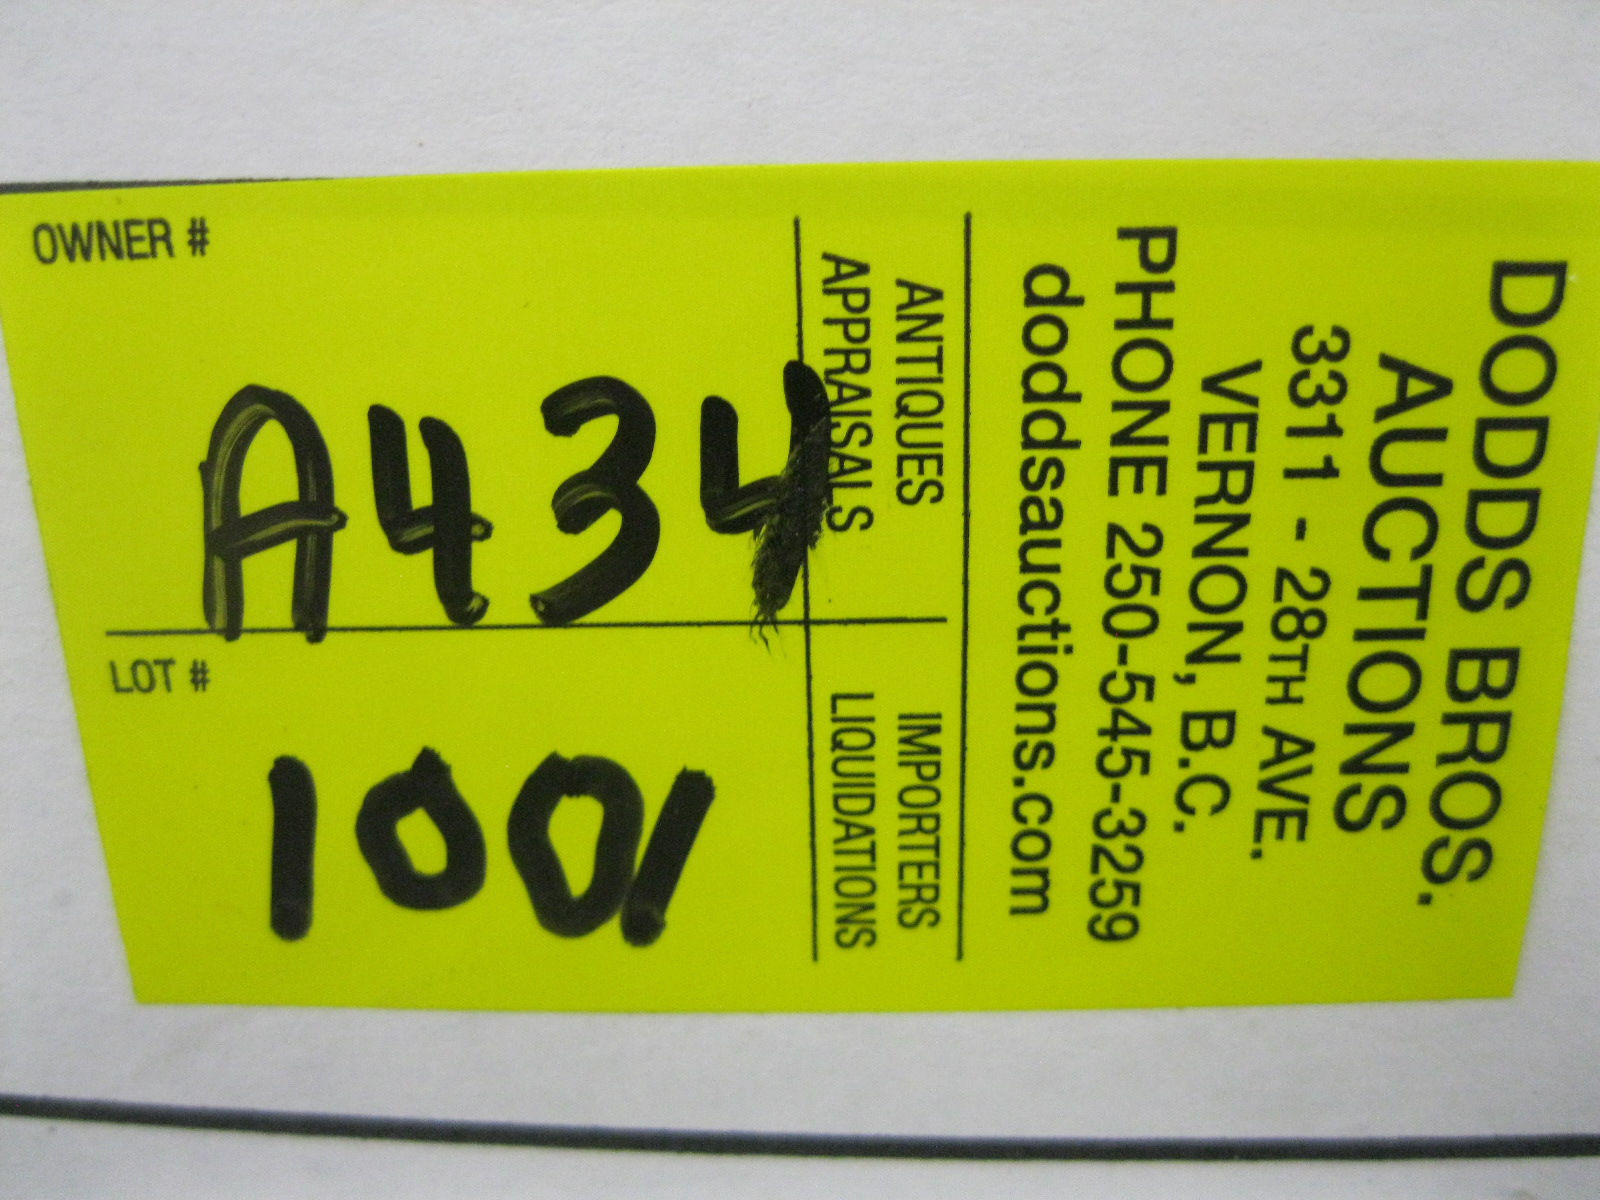 OWNER #
A434
LOT #
1001
DODDS BROS.
AUCTIONS
3311 - 28TH AVE.
VERNON, B.C.
PHONE 250-545-3259
doddsauctions.com
ANTIQUES IMPORTERS
APPRAISALS LIQUIDATIONS